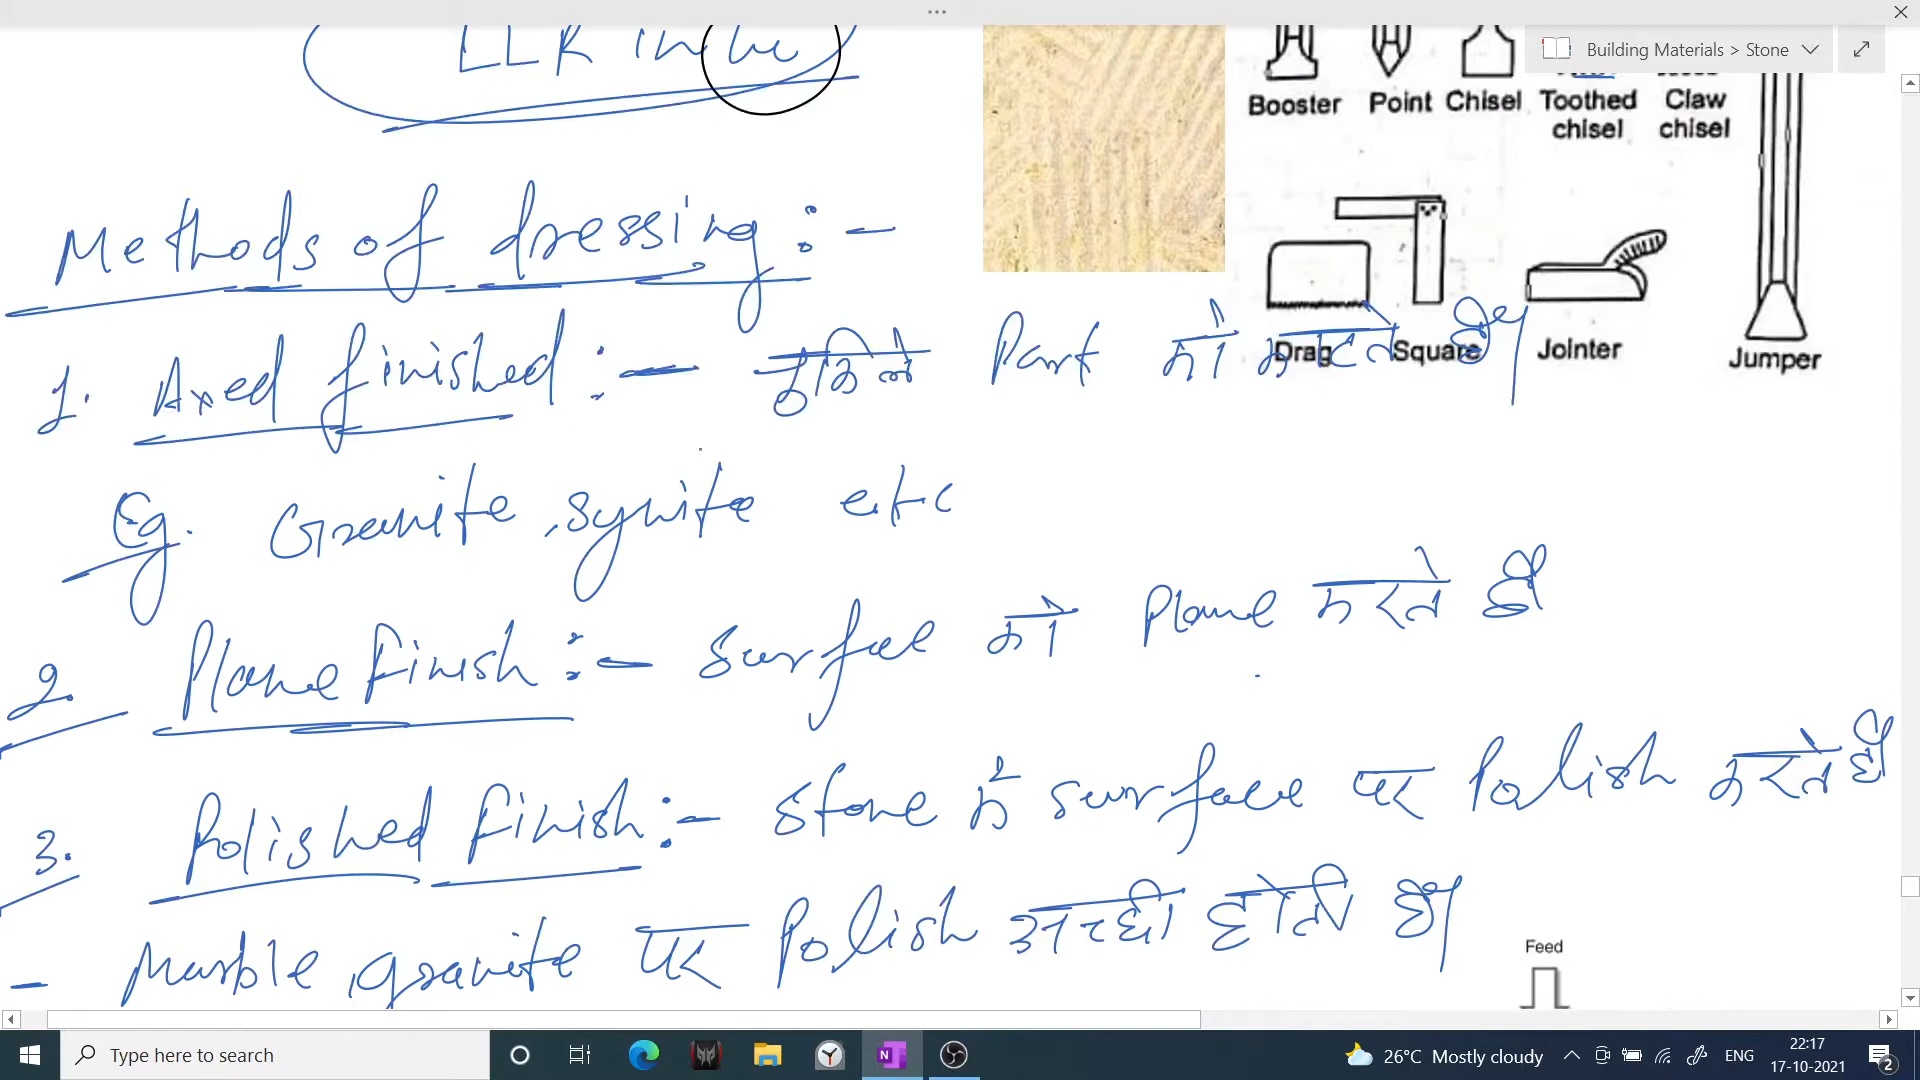 Building Materials > Stone
Booster Point Chisel Toothed chisel Claw chisel
Methods of dressing :-
Drag Square Jointer Jumper
1. Axed finished :- नुकिले Part को काटते है।
Eg. Granite, synite etc
2. Plane finish :- surface को Plane करते है
3. Polished finish :- Stone के surface पर Polish करते है
- Marble, granite पर Polish अच्छी होती है।
Feed
Type here to search
26°C Mostly cloudy
ENG
22:17
17-10-2021
2